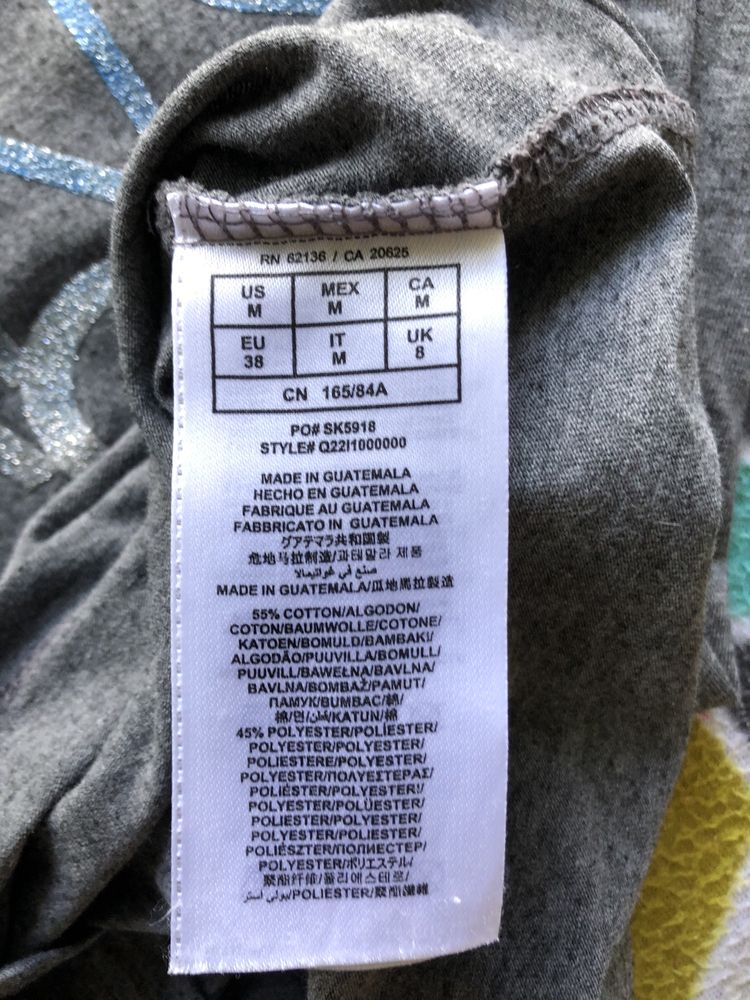 RN 62136 / CA 20625
US MEX CA
M M M
EU IT UK
38 M 8
CN 165/84A
PO# SK5918
STYLE# Q22I1000000
MADE IN GUATEMALA
HECHO EN GUATEMALA
FABRIQUE AU GUATEMALA
FABBRICATO IN GUATEMALA
グアテマラ共和国製
危地马拉制造/과테말라 제품
صنع في غواتيمالا
MADE IN GUATEMALA/瓜地馬拉製造
55% COTTON/ALGODON/
COTON/BAUMWOLLE/COTONE/
KATOEN/BOMULD/BAMBAKI/
ALGODÃO/PUUVILLA/BOMULL/
PUUVILL/BAWEŁNA/BAVLNA/
BAVLNA/BOMBAŽ/PAMUT/
ПАМУК/BUMBAC/綿/
棉/면/قطن/KATUN/棉
45% POLYESTER/POLIESTER/
POLYESTER/POLYESTER/
POLIESTERE/POLYESTER/
POLYESTER/ΠΟΛΥΕΣΤΕΡΑΣ/
POLIÉSTER/POLYESTERI/
POLYESTER/POLÜESTER/
POLYESTER/POLYESTER/
POLYESTER/POLIESTER/
POLIÉSZTER/ПОЛИЕСТЕР/
POLYESTER/ポリエステル/
聚酯纤维/폴리에스테르/
بولي استر/POLIESTER/聚酯纖維